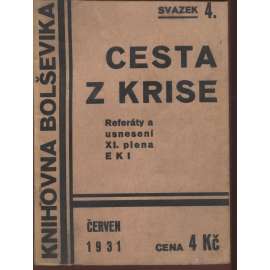 KNIHOVNA BOLŠEVIKA
SVAZEK 4.
CESTA
Z KRISE
Referáty a
usnesení
XI. plena
EKI
ČERVEN
1931
CENA 4 Kč